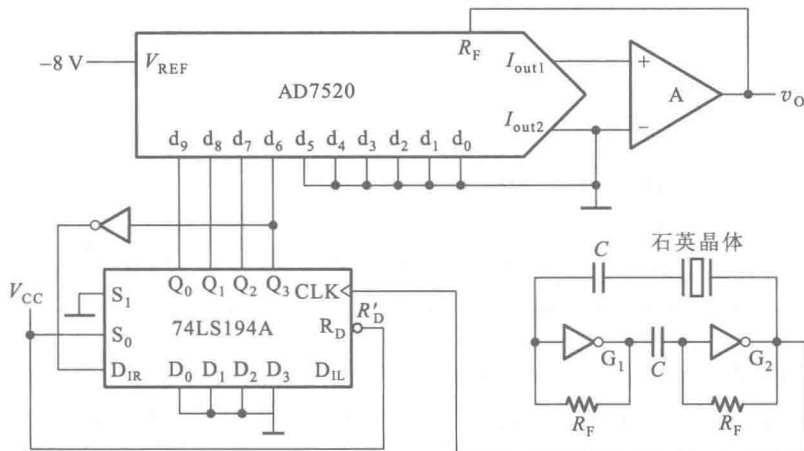 R_F
−8 V V_REF I_out1 + A v_O
AD7520
I_out2 −
d₉ d₈ d₇ d₆ d₅ d₄ d₃ d₂ d₁ d₀
C 石英晶体
V_CC S₁ Q₀ Q₁ Q₂ Q₃ CLK
74LS194A R_D R'_D
S₀
D_IR D₀ D₁ D₂ D₃ D_IL
G₁ C G₂
R_F R_F